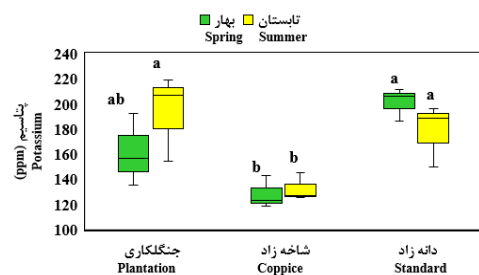 بهار تابستان
Spring Summer
پتاسیم (ppm)
Potassium
240
220
200
180
160
140
120
100
ab a b b a a
جنگلکاری شاخه زاد دانه زاد
Plantation Coppice Standard